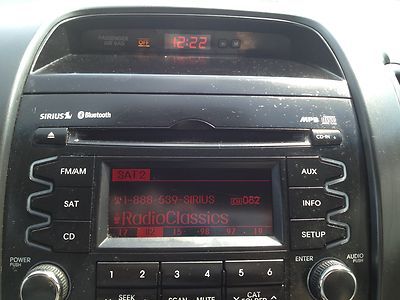 PASSENGER AIR BAG OFF 12:22
SIRIUS Bluetooth MP3
CD-IN
FM/AM SAT 2 AUX
1-888-539-SIRIUS CH 082
SAT INFO
RadioClassics
CD SETUP
POWER PUSH ENTER AUDIO PUSH
1 2 3 4 5 6
SEEK SCAN MUTE CAT